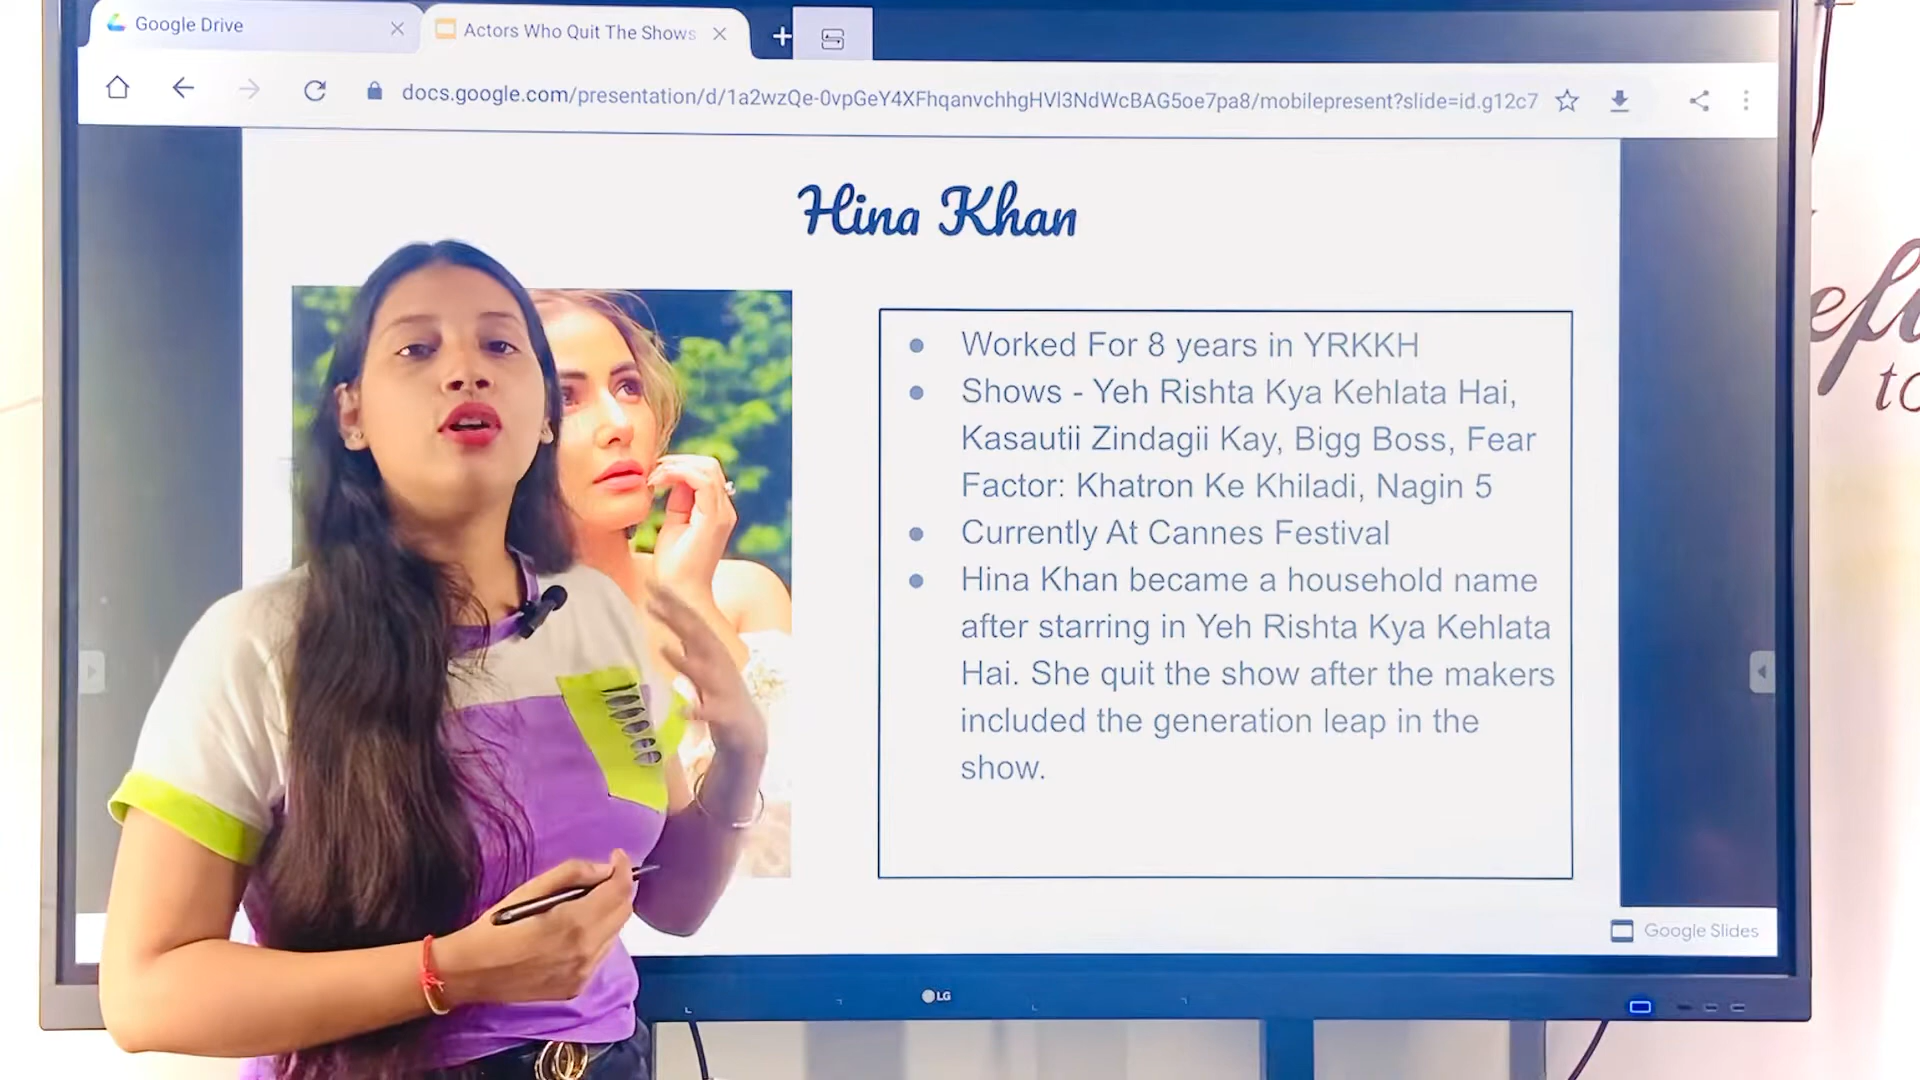 Google Drive
Actors Who Quit The Shows
docs.google.com/presentation/d/1a2wzQe-0vpGeY4XFhqanvchhgHVl3NdWcBAG5oe7pa8/mobilepresent?slide=id.g12c7
Hina Khan
• Worked For 8 years in YRKKH
• Shows - Yeh Rishta Kya Kehlata Hai,
Kasautii Zindagii Kay, Bigg Boss, Fear
Factor: Khatron Ke Khiladi, Nagin 5
• Currently At Cannes Festival
• Hina Khan became a household name
after starring in Yeh Rishta Kya Kehlata
Hai. She quit the show after the makers
included the generation leap in the
show.
Google Slides
LG